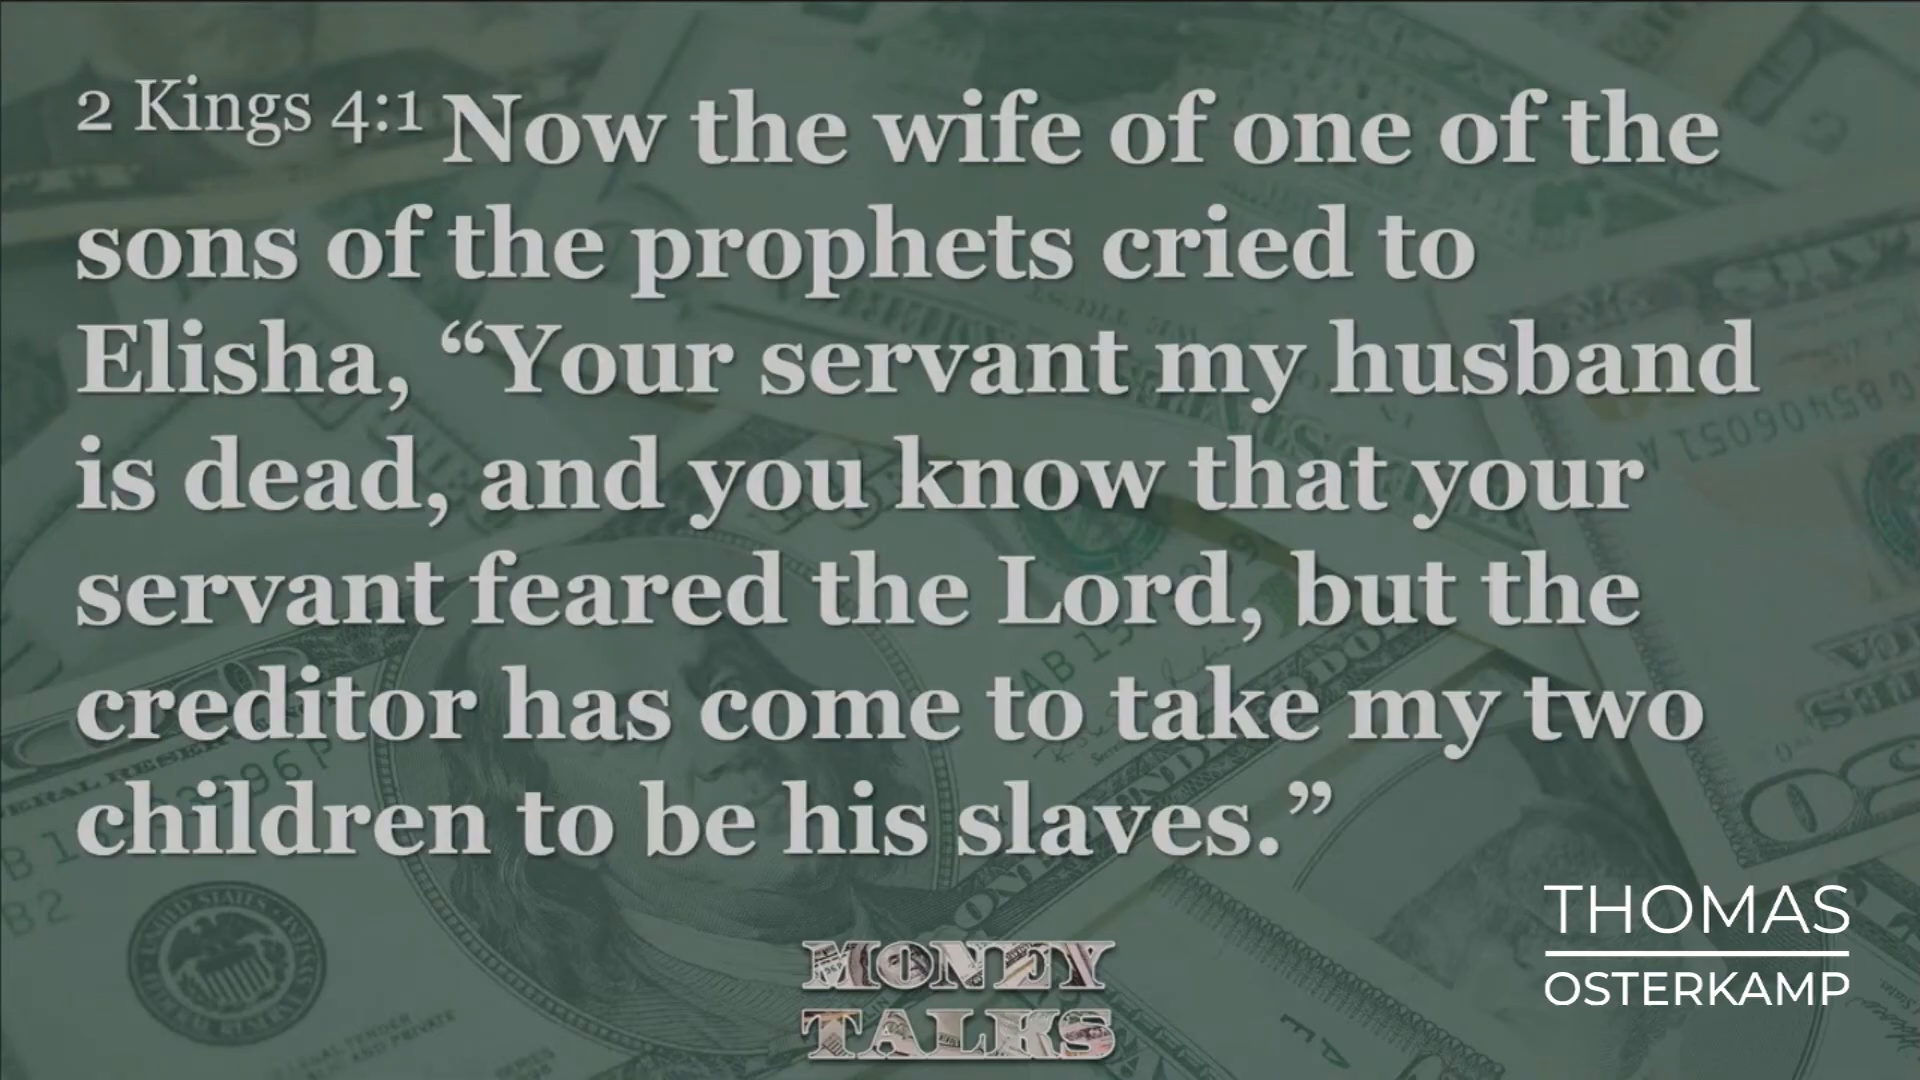 2 Kings 4:1 Now the wife of one of the
sons of the prophets cried to
Elisha, “Your servant my husband
is dead, and you know that your
servant feared the Lord, but the
creditor has come to take my two
children to be his slaves.”
THOMAS
OSTERKAMP
MONEY
TALKS